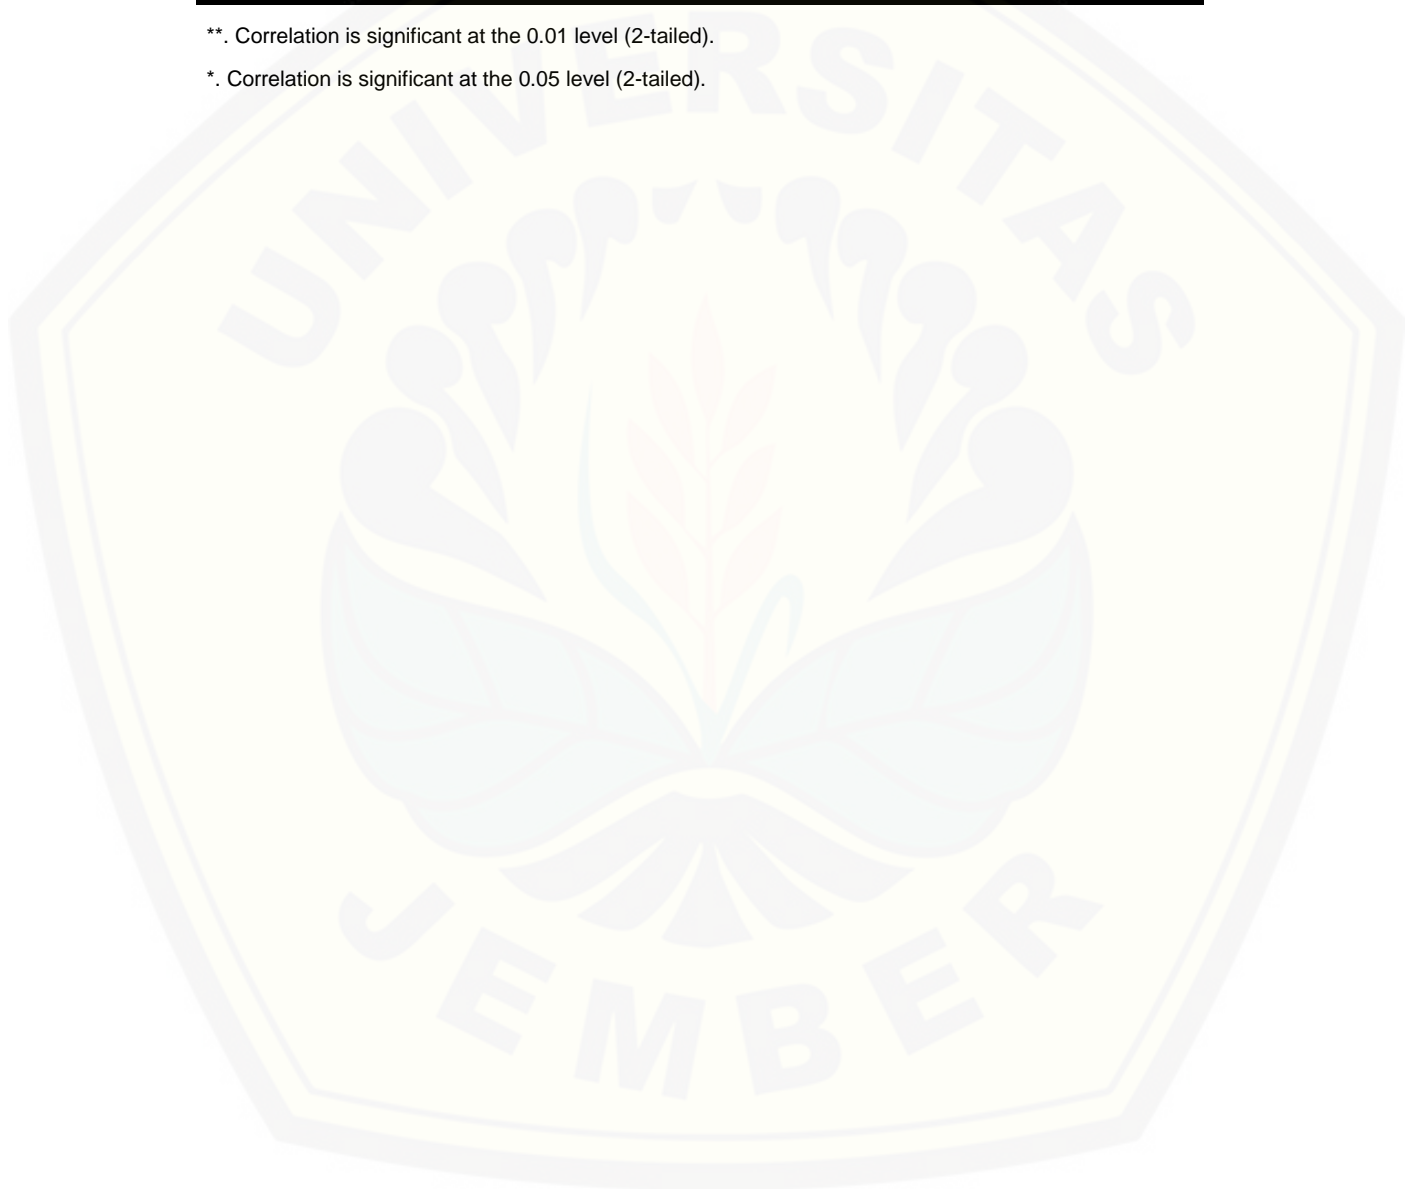 **. Correlation is significant at the 0.01 level (2-tailed).
*. Correlation is significant at the 0.05 level (2-tailed).
UNIVERSITAS
JEMBER